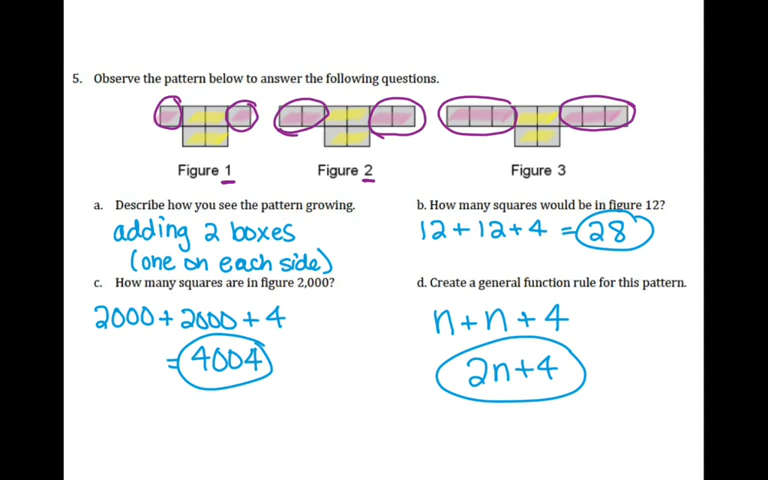 5. Observe the pattern below to answer the following questions.
Figure 1
Figure 2
Figure 3
a. Describe how you see the pattern growing.
adding 2 boxes
(one on each side)
b. How many squares would be in figure 12?
12+12+4 = 28
c. How many squares are in figure 2,000?
2000+2000+4
= 4004
d. Create a general function rule for this pattern.
n+n+4
2n+4